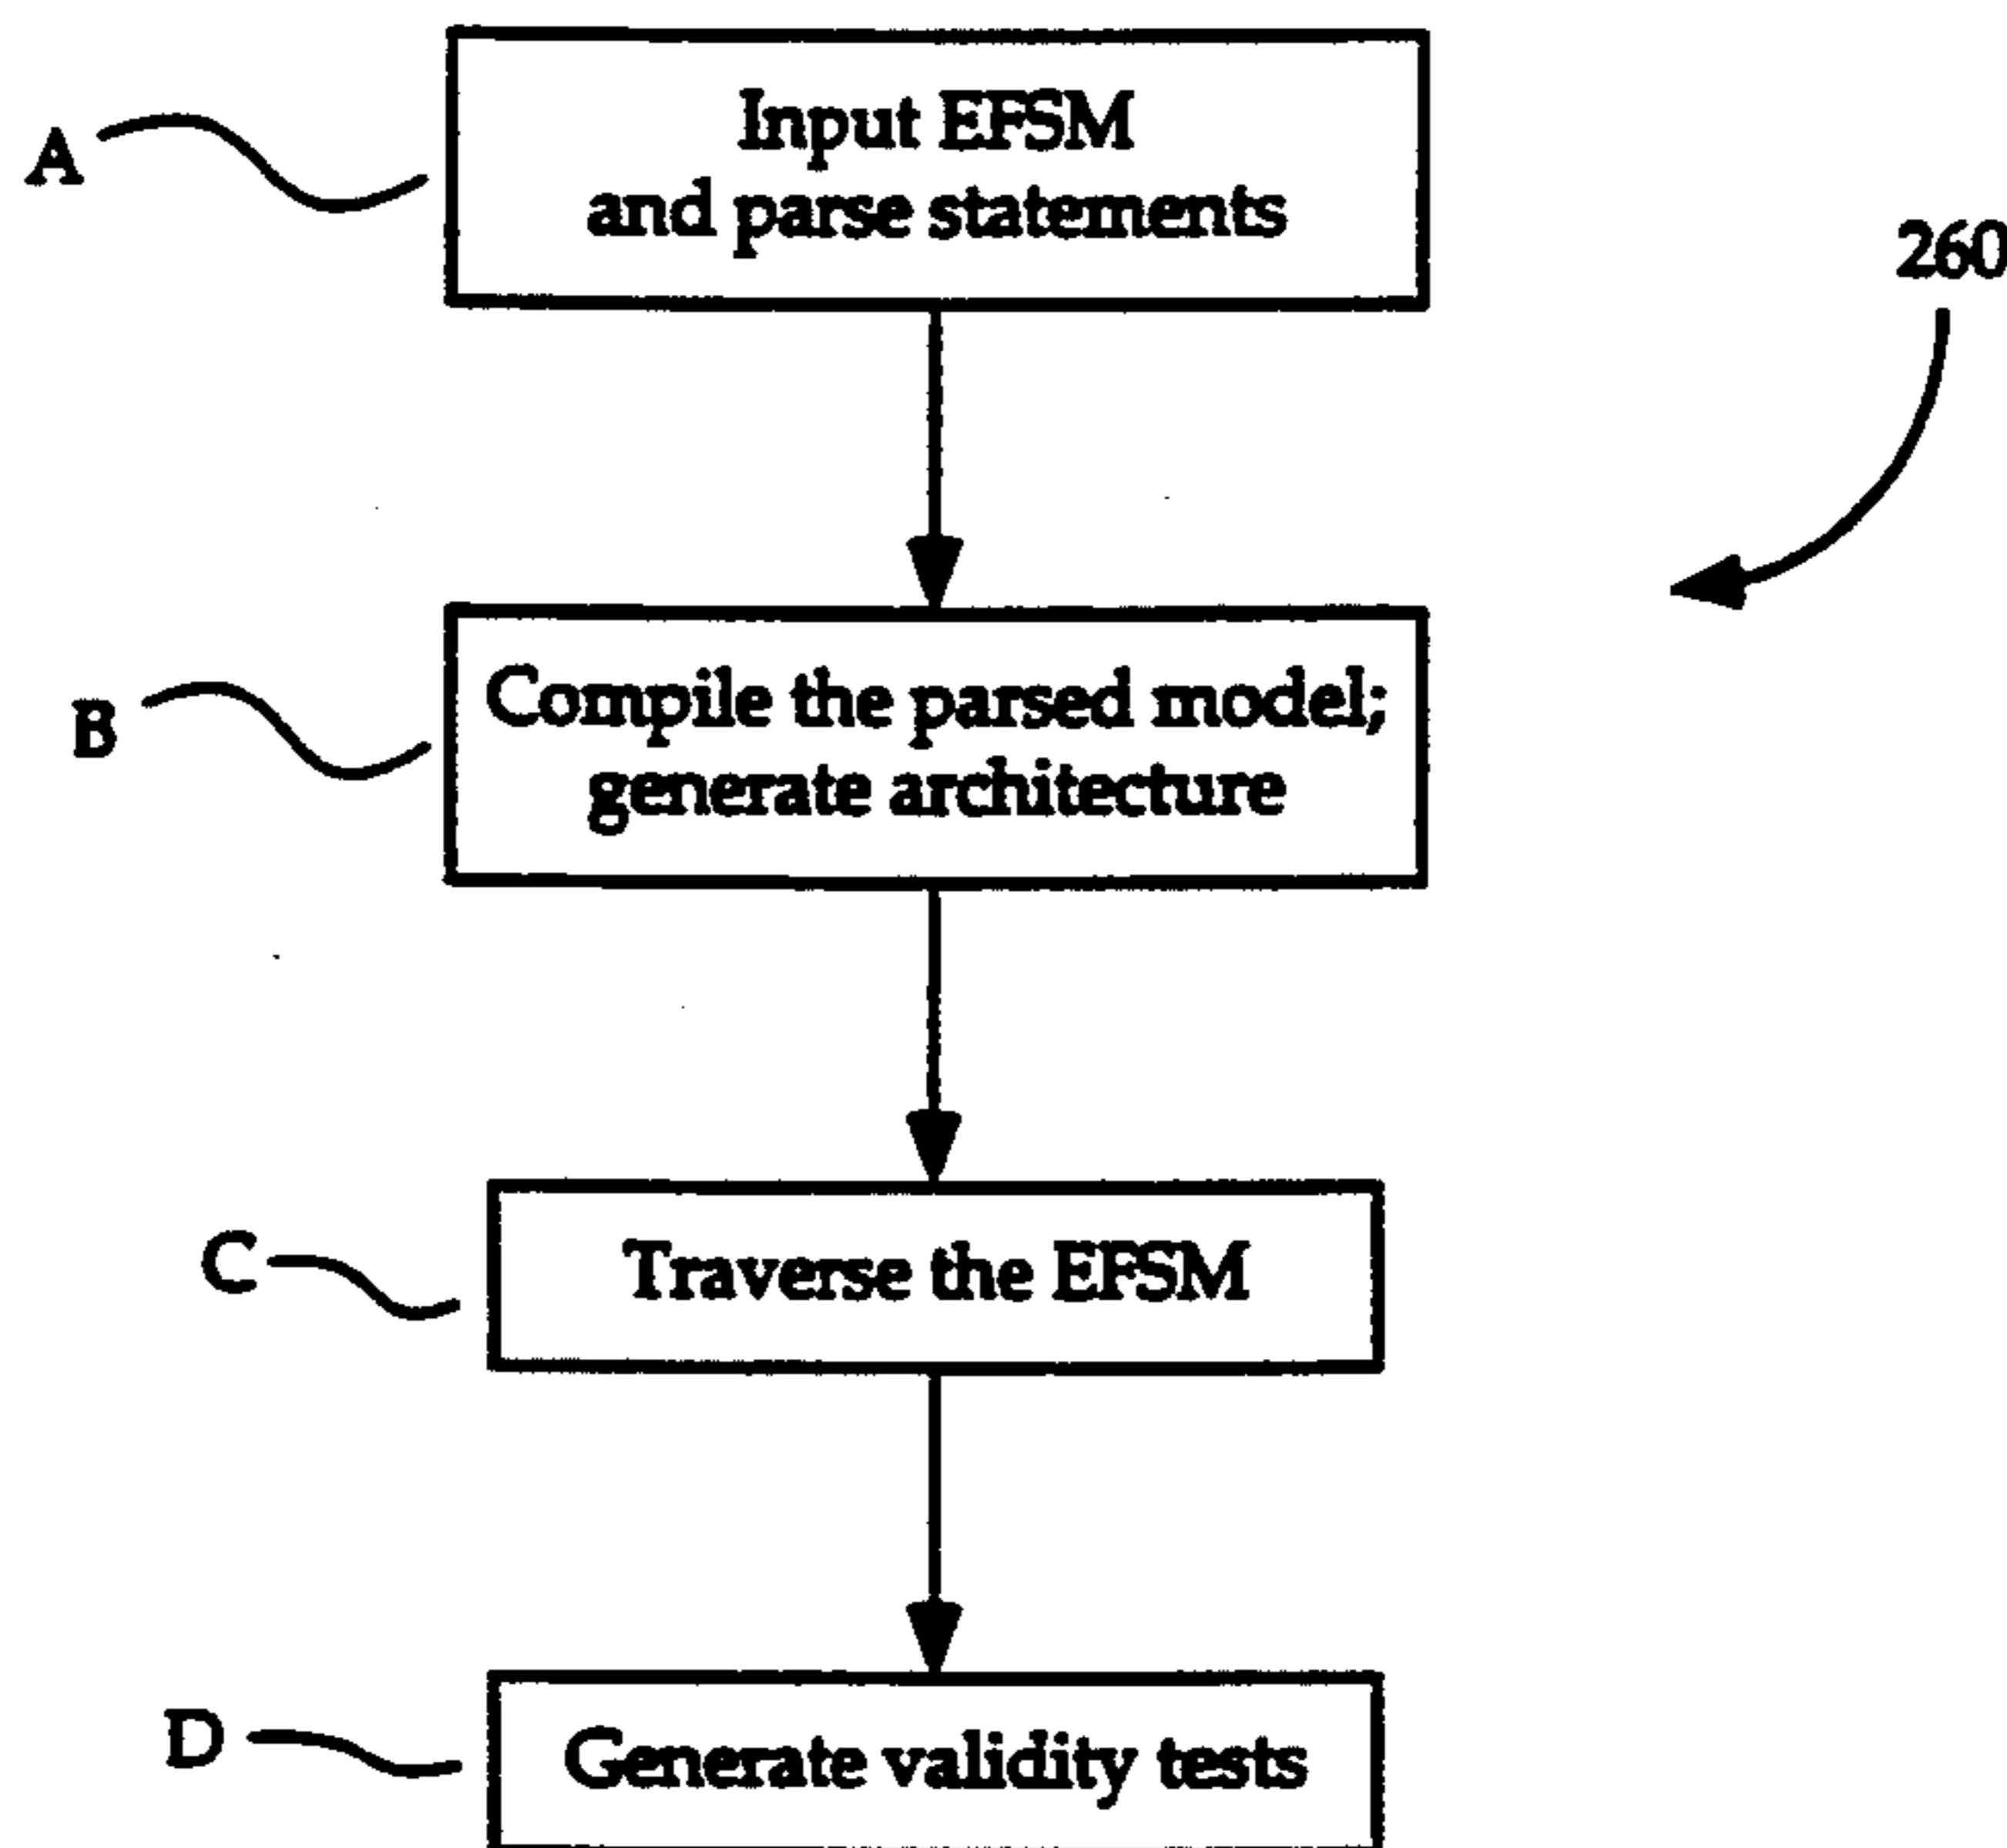 A
Input EFSM
and parse statements
260
B
Compile the parsed model;
generate architecture
C
Traverse the EFSM
D
Generate validity tests